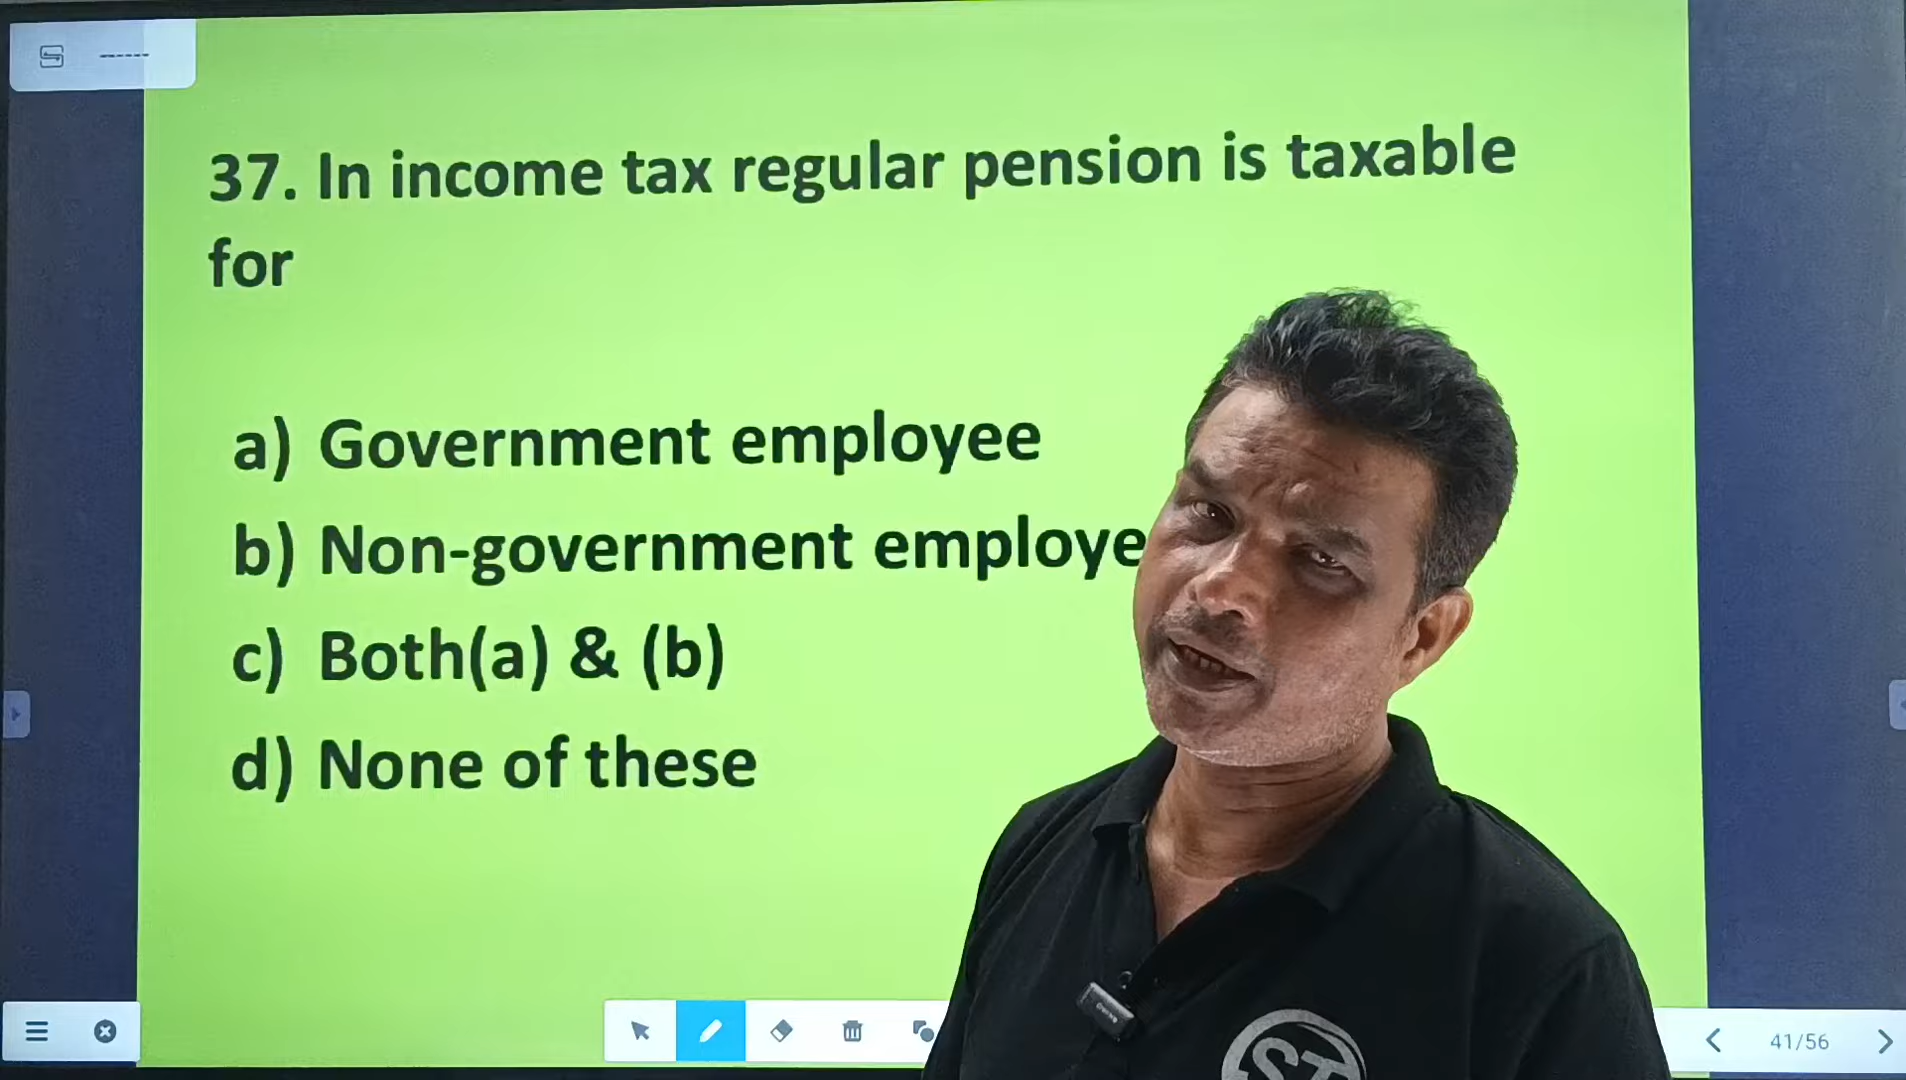 37. In income tax regular pension is taxable
for
a) Government employee
b) Non-government employe
c) Both(a) & (b)
d) None of these
41/56
ST